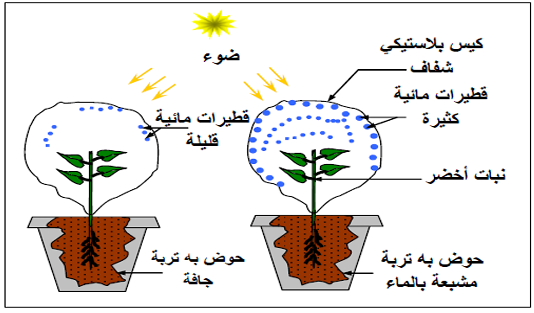 ضوء
كيس بلاستيكي
شفاف
قطيرات مائية
كثيرة
قطيرات مائية
قليلة
نبات أخضر
حوض به تربة
مشبعة بالماء
حوض به تربة
جافة